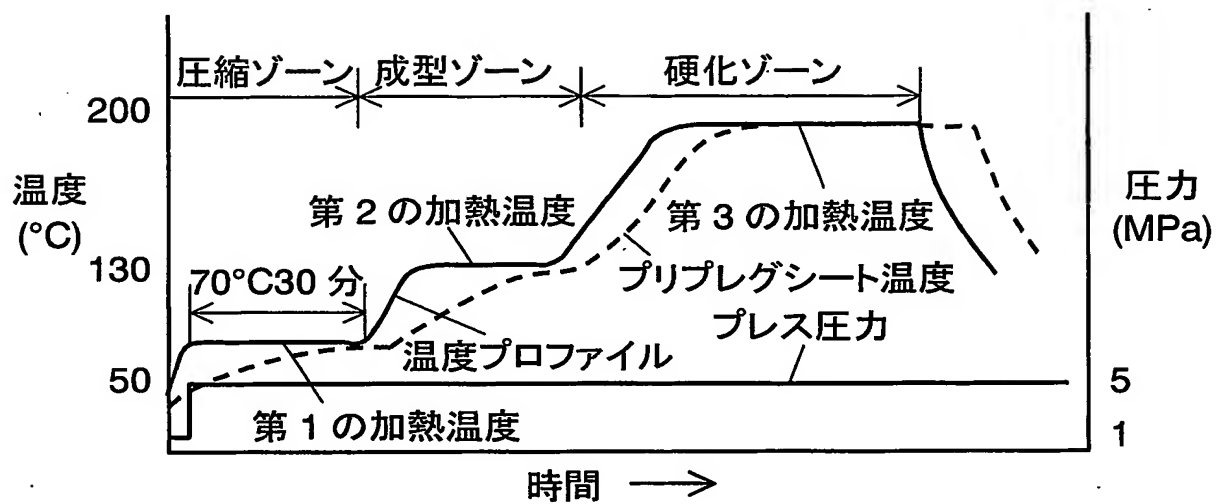 圧縮ゾーン 成型ゾーン 硬化ゾーン
200
温度
(°C)
圧力
(MPa)
第2の加熱温度
第3の加熱温度
130
70°C30分
プリプレグシート温度
プレス圧力
温度プロファイル
50
5
第1の加熱温度
1
時間